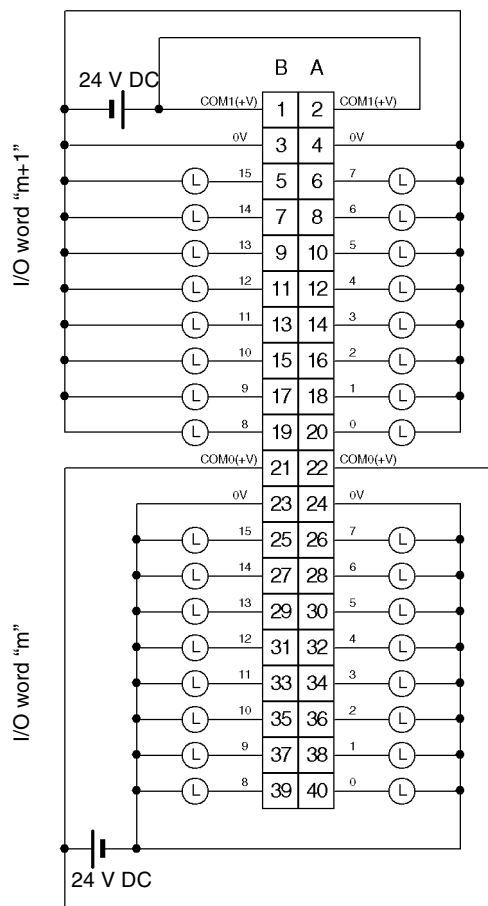 B A
24 V DC
COM1(+V) 1 2 COM1(+V)
0V 3 4 0V
L 15 5 6 7 L
L 14 7 8 6 L
L 13 9 10 5 L
L 12 11 12 4 L
L 11 13 14 3 L
L 10 15 16 2 L
L 9 17 18 1 L
L 8 19 20 0 L
I/O word “m+1”
COM0(+V) 21 22 COM0(+V)
0V 23 24 0V
L 15 25 26 7 L
L 14 27 28 6 L
L 13 29 30 5 L
L 12 31 32 4 L
L 11 33 34 3 L
L 10 35 36 2 L
L 9 37 38 1 L
L 8 39 40 0 L
I/O word “m”
24 V DC